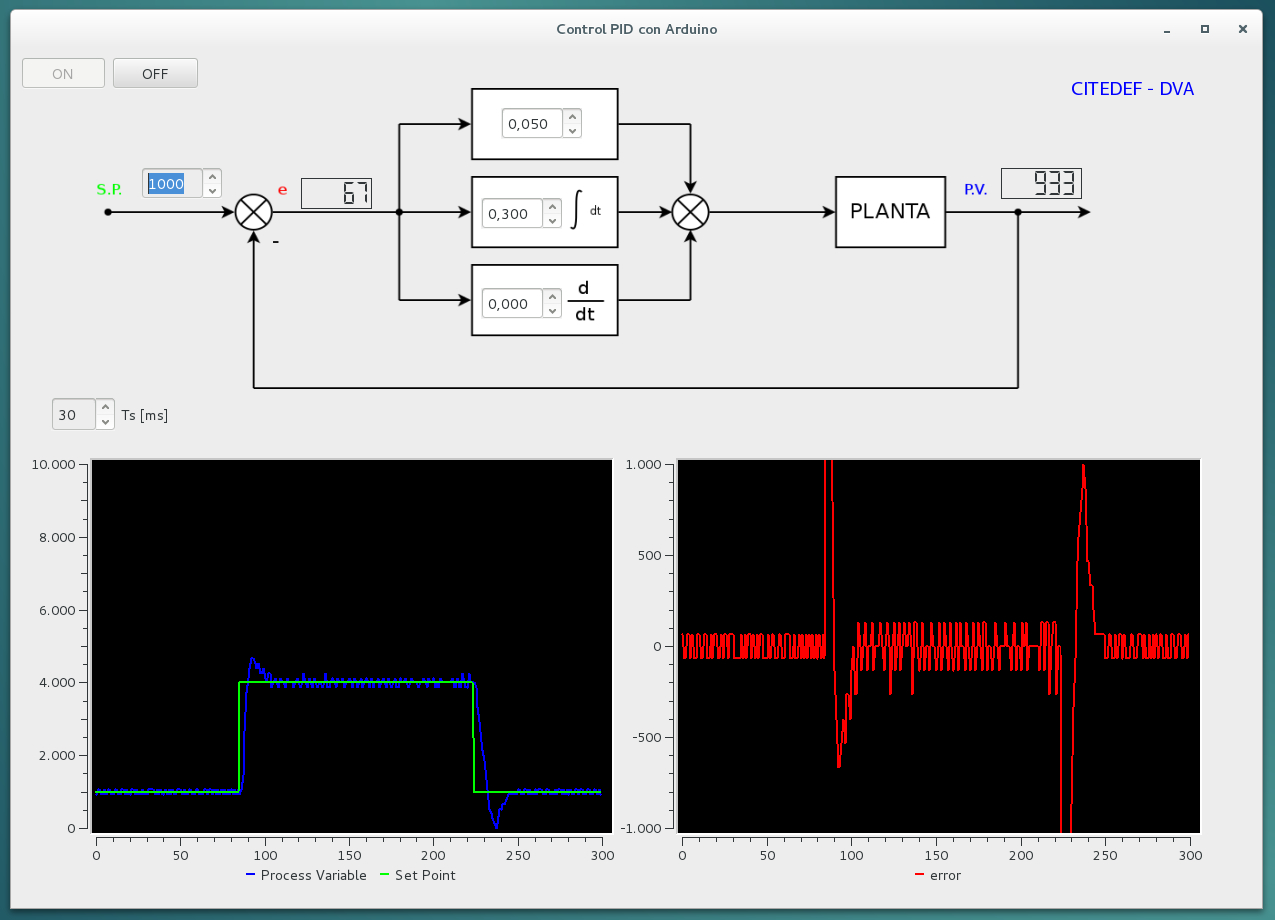 Control PID con Arduino
ON OFF
CITEDEF - DVA
0,050
S.P. 1000 e 67
0,300 ∫ dt
PLANTA
P.V. 933
-
0,000 d
dt
30 Ts [ms]
10.000
8.000
6.000
4.000
2.000
0
0 50 100 150 200 250 300
Process Variable Set Point
1.000
500
0
-500
-1.000
0 50 100 150 200 250 300
error